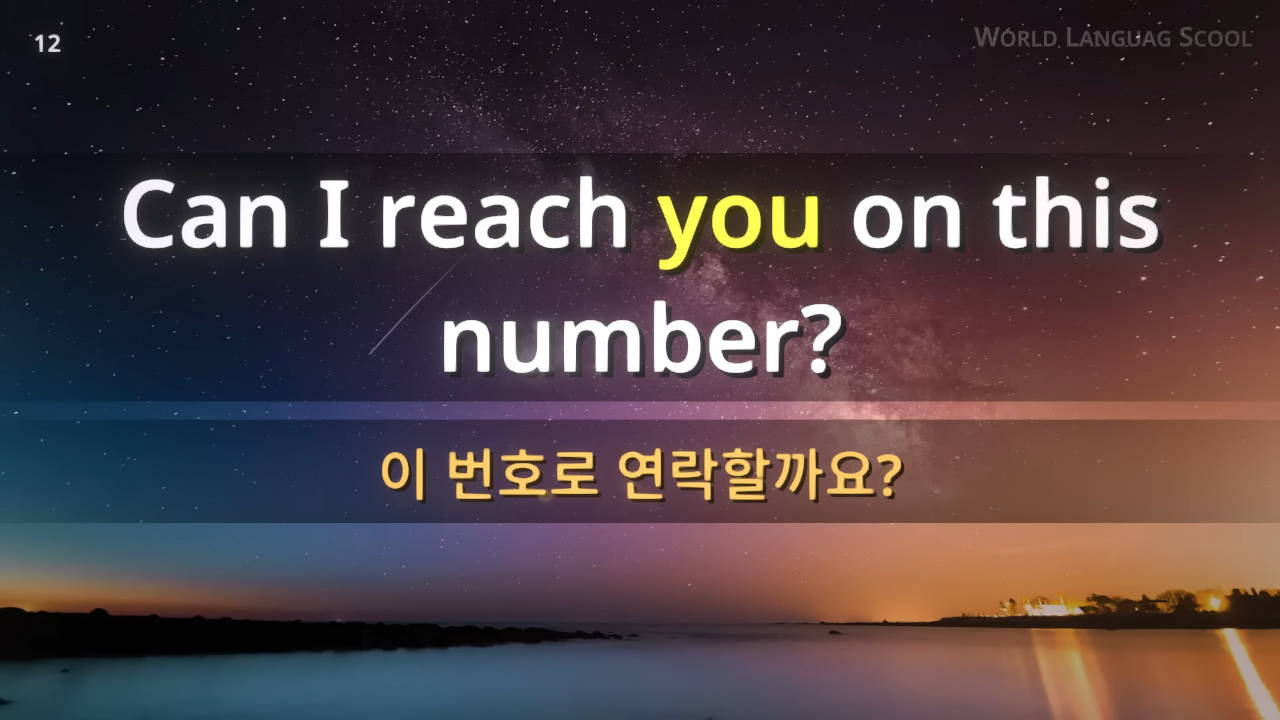 12
World Languag Scool
Can I reach you on this
number?
이 번호로 연락할까요?